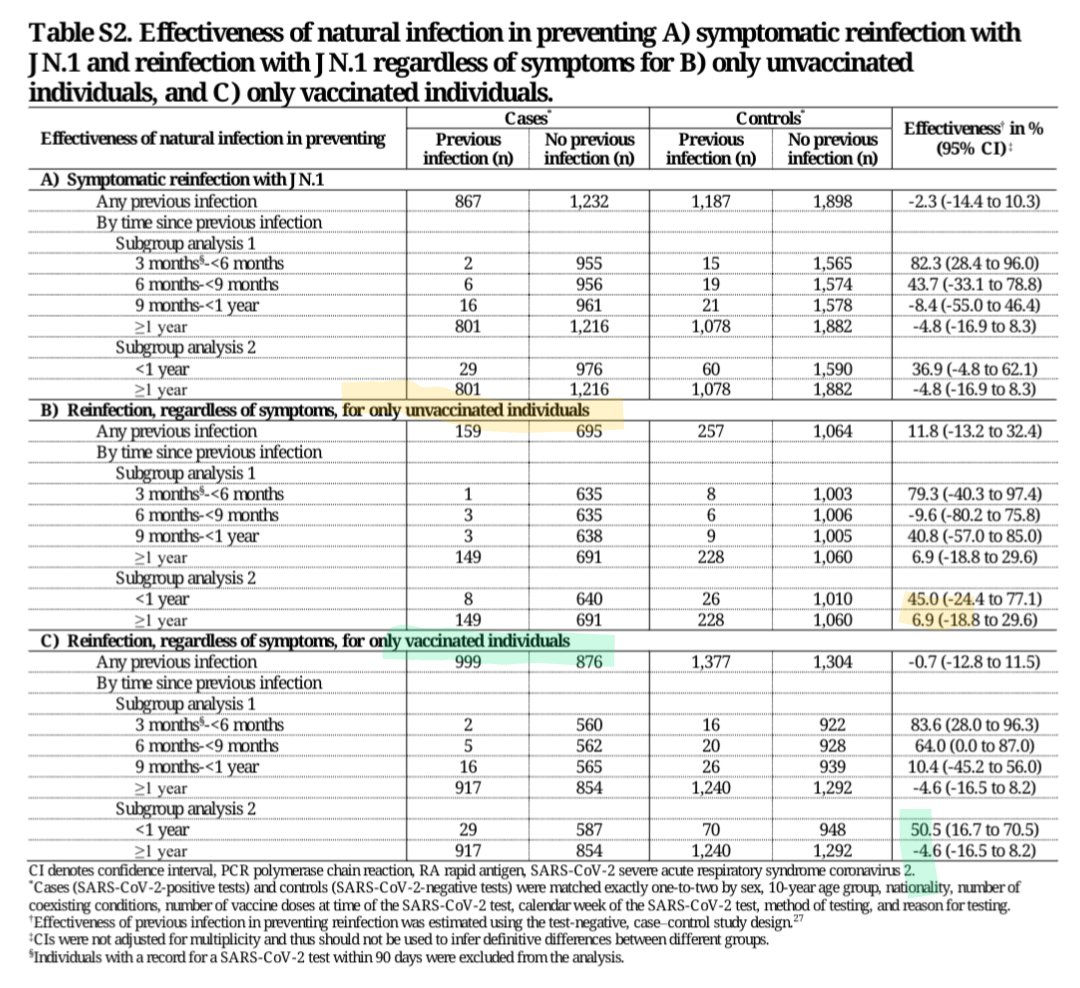 Table S2. Effectiveness of natural infection in preventing A) symptomatic reinfection with
JN.1 and reinfection with JN.1 regardless of symptoms for B) only unvaccinated
individuals, and C) only vaccinated individuals.
Effectiveness of natural infection in preventing Cases* Controls* Effectiveness† in % (95% CI)‡
Previous infection (n) No previous infection (n) Previous infection (n) No previous infection (n)
A) Symptomatic reinfection with JN.1
Any previous infection 867 1,232 1,187 1,898 -2.3 (-14.4 to 10.3)
By time since previous infection
Subgroup analysis 1
3 months§-<6 months 2 955 15 1,565 82.3 (28.4 to 96.0)
6 months-<9 months 6 956 19 1,574 43.7 (-33.1 to 78.8)
9 months-<1 year 16 961 21 1,578 -8.4 (-55.0 to 46.4)
≥1 year 801 1,216 1,078 1,882 -4.8 (-16.9 to 8.3)
Subgroup analysis 2
<1 year 29 976 60 1,590 36.9 (-4.8 to 62.1)
≥1 year 801 1,216 1,078 1,882 -4.8 (-16.9 to 8.3)
B) Reinfection, regardless of symptoms, for only unvaccinated individuals
Any previous infection 159 695 257 1,064 11.8 (-13.2 to 32.4)
By time since previous infection
Subgroup analysis 1
3 months§-<6 months 1 635 8 1,003 79.3 (-40.3 to 97.4)
6 months-<9 months 3 635 6 1,006 -9.6 (-80.2 to 75.8)
9 months-<1 year 3 638 9 1,005 40.8 (-57.0 to 85.0)
≥1 year 149 691 228 1,060 6.9 (-18.8 to 29.6)
Subgroup analysis 2
<1 year 8 640 26 1,010 45.0 (-24.4 to 77.1)
≥1 year 149 691 228 1,060 6.9 (-18.8 to 29.6)
C) Reinfection, regardless of symptoms, for only vaccinated individuals
Any previous infection 999 876 1,377 1,304 -0.7 (-12.8 to 11.5)
By time since previous infection
Subgroup analysis 1
3 months§-<6 months 2 560 16 922 83.6 (28.0 to 96.3)
6 months-<9 months 5 562 20 928 64.0 (0.0 to 87.0)
9 months-<1 year 16 565 26 939 10.4 (-45.2 to 56.0)
≥1 year 917 854 1,240 1,292 -4.6 (-16.5 to 8.2)
Subgroup analysis 2
<1 year 29 587 70 948 50.5 (16.7 to 70.5)
≥1 year 917 854 1,240 1,292 -4.6 (-16.5 to 8.2)
CI denotes confidence interval, PCR polymerase chain reaction, RA rapid antigen, SARS-CoV-2 severe acute respiratory syndrome coronavirus 2.
*Cases (SARS-CoV-2-positive tests) and controls (SARS-CoV-2-negative tests) were matched exactly one-to-two by sex, 10-year age group, nationality, number of
coexisting conditions, number of vaccine doses at time of the SARS-CoV-2 test, calendar week of the SARS-CoV-2 test, method of testing, and reason for testing.
†Effectiveness of previous infection in preventing reinfection was estimated using the test-negative, case–control study design.27
‡CIs were not adjusted for multiplicity and thus should not be used to infer definitive differences between different groups.
§Individuals with a record for a SARS-CoV-2 test within 90 days were excluded from the analysis.